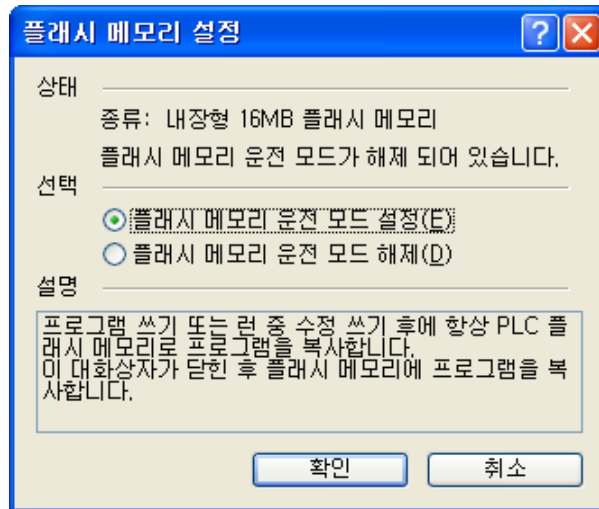 플래시 메모리 설정
상태
종류: 내장형 16MB 플래시 메모리
플래시 메모리 운전 모드가 해제 되어 있습니다.
선택
플래시 메모리 운전 모드 설정(E)
플래시 메모리 운전 모드 해제(D)
설명
프로그램 쓰기 또는 런 중 수정 쓰기 후에 항상 PLC 플
래시 메모리로 프로그램을 복사합니다.
이 대화상자가 닫힌 후 플래시 메모리에 프로그램을 복
사합니다.
확인 취소